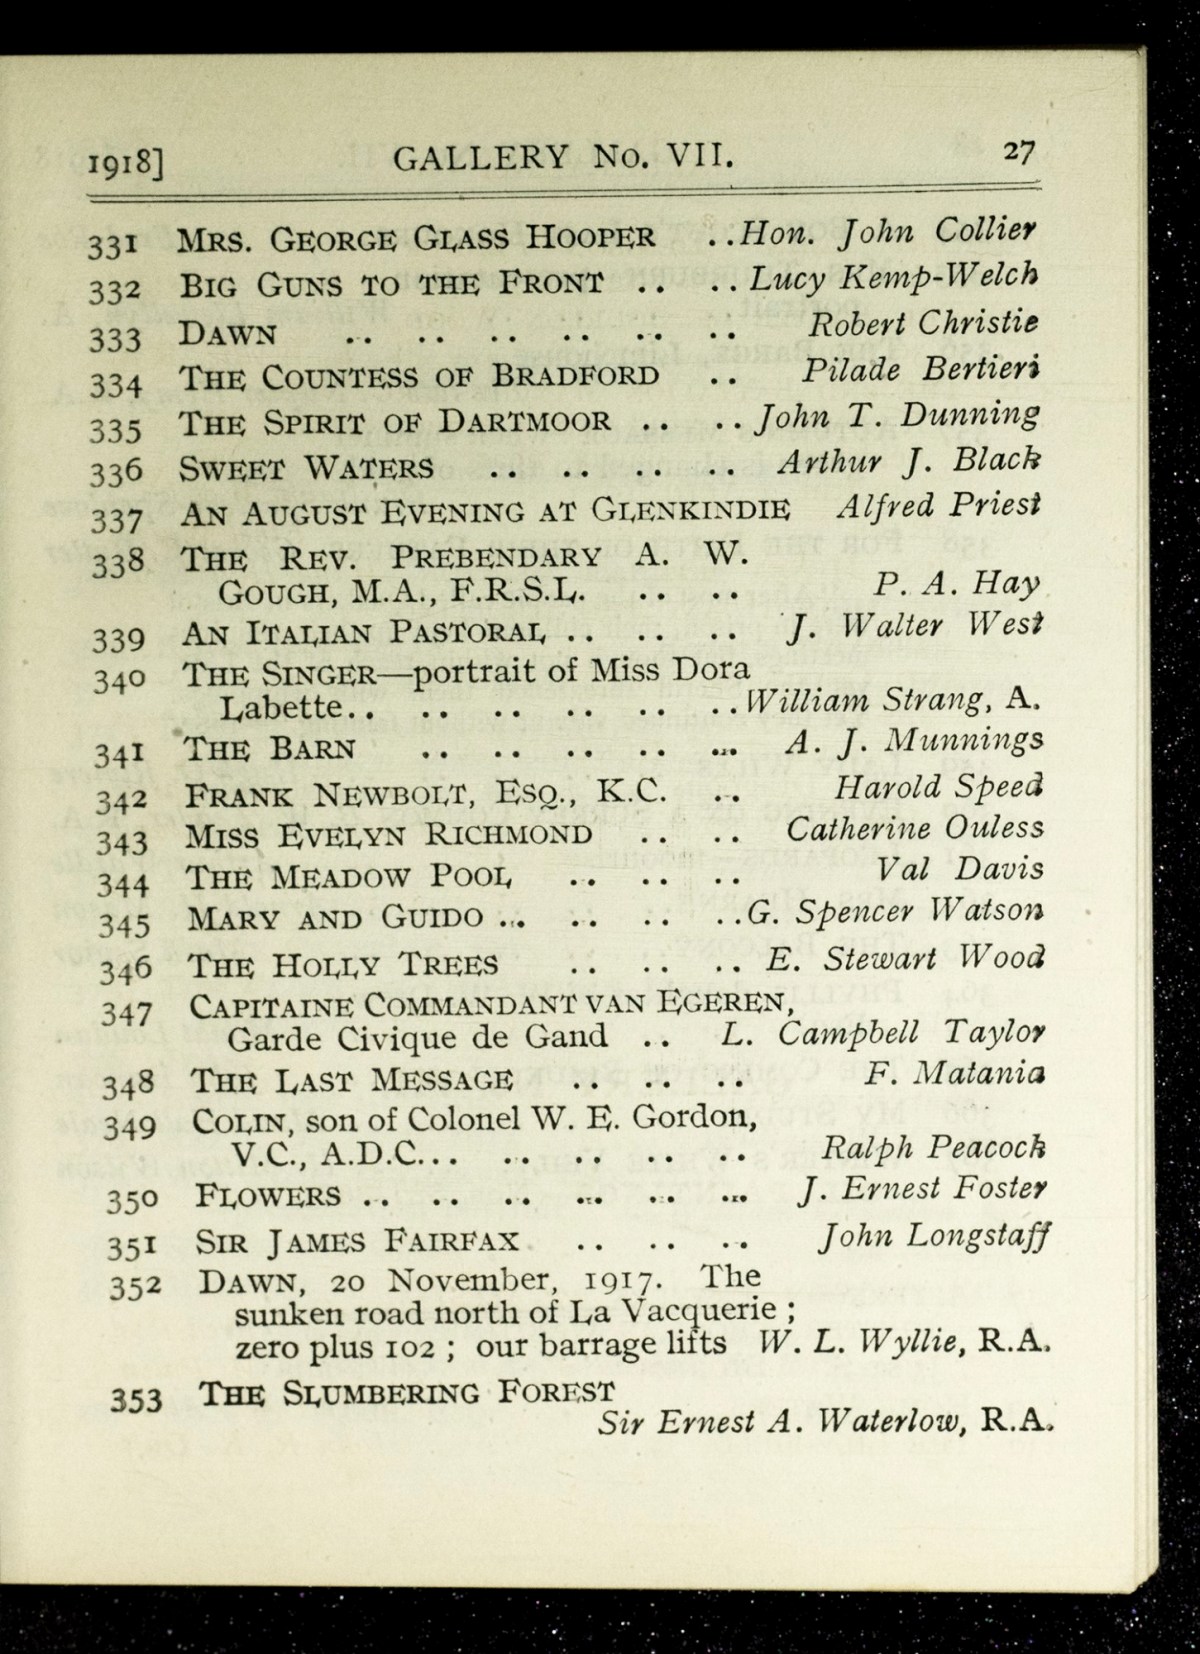 1918] GALLERY No. VII. 27
331 MRS. GEORGE GLASS HOOPER ..Hon. John Collier
332 BIG GUNS TO THE FRONT .. ..Lucy Kemp-Welch
333 DAWN .. .. .. .. .. .. Robert Christie
334 THE COUNTESS OF BRADFORD .. Pilade Bertieri
335 THE SPIRIT OF DARTMOOR .. ..John T. Dunning
336 SWEET WATERS .. .. .. .. Arthur J. Black
337 AN AUGUST EVENING AT GLENKINDIE Alfred Priest
338 THE REV. PREBENDARY A. W.
GOUGH, M.A., F.R.S.L. .. .. P. A. Hay
339 AN ITALIAN PASTORAL .. .. .. J. Walter West
340 THE SINGER—portrait of Miss Dora
Labette.. .. .. .. .. ..William Strang, A.
341 THE BARN .. .. .. .. ... A. J. Munnings
342 FRANK NEWBOLT, ESQ., K.C. .. Harold Speed
343 MISS EVELYN RICHMOND .. .. Catherine Ouless
344 THE MEADOW POOL .. .. .. Val Davis
345 MARY AND GUIDO .. .. .. ..G. Spencer Watson
346 THE HOLLY TREES .. .. .. E. Stewart Wood
347 CAPITAINE COMMANDANT VAN EGEREN,
Garde Civique de Gand .. L. Campbell Taylor
348 THE LAST MESSAGE .. .. .. F. Matania
349 COLIN, son of Colonel W. E. Gordon,
V.C., A.D.C... .. .. .. .. Ralph Peacock
350 FLOWERS .. .. .. ... .. ... J. Ernest Foster
351 SIR JAMES FAIRFAX .. .. .. John Longstaff
352 DAWN, 20 November, 1917. The
sunken road north of La Vacquerie ;
zero plus 102 ; our barrage lifts W. L. Wyllie, R.A.
353 THE SLUMBERING FOREST
Sir Ernest A. Waterlow, R.A.